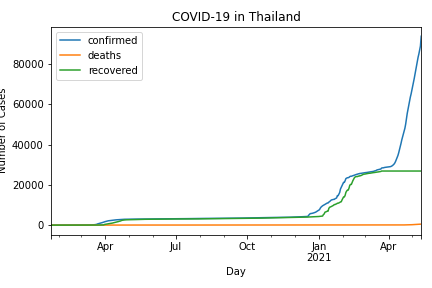 COVID-19 in Thailand
confirmed
deaths
recovered
Number of Cases
80000
60000
40000
20000
0
Apr
Jul
Oct
Jan
2021
Apr
Day